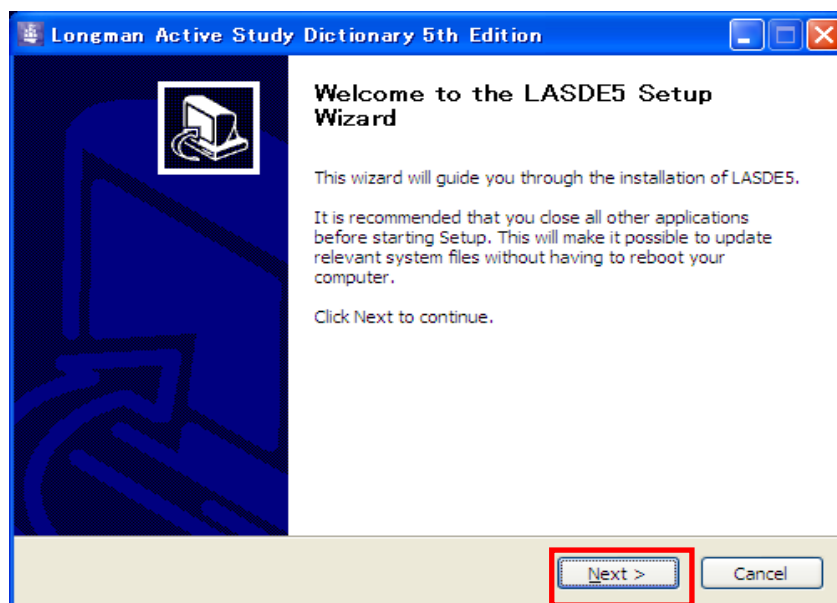 Longman Active Study Dictionary 5th Edition
Welcome to the LASDE5 Setup
Wizard
This wizard will guide you through the installation of LASDE5.
It is recommended that you close all other applications
before starting Setup. This will make it possible to update
relevant system files without having to reboot your
computer.
Click Next to continue.
Next >
Cancel